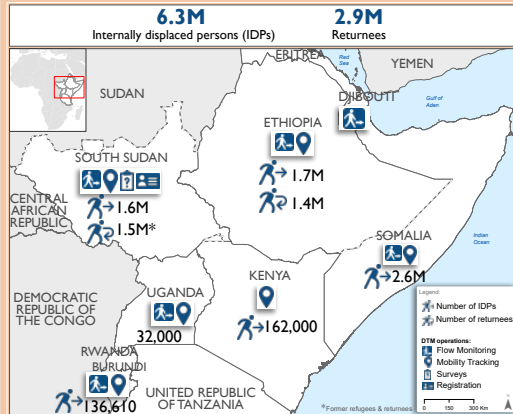 6.3M
Internally displaced persons (IDPs)
2.9M
Returnees
ERITREA
Red
Sea
YEMEN
SUDAN
DJIBOUTI
Gulf of
Aden
ETHIOPIA
SOUTH SUDAN
1.7M
1.4M
CENTRAL
AFRICAN
REPUBLIC
1.6M
1.5M*
SOMALIA
Indian
Ocean
2.6M
KENYA
UGANDA
DEMOCRATIC
REPUBLIC OF
THE CONGO
32,000
162,000
RWANDA
BURUNDI
136,610
UNITED REPUBLIC
OF TANZANIA
Legend:
Number of IDPs
Number of returnees
DTM operations:
Flow Monitoring
Mobility Tracking
Surveys
Registration
0 150 300 Km
*Former refugees & returnees